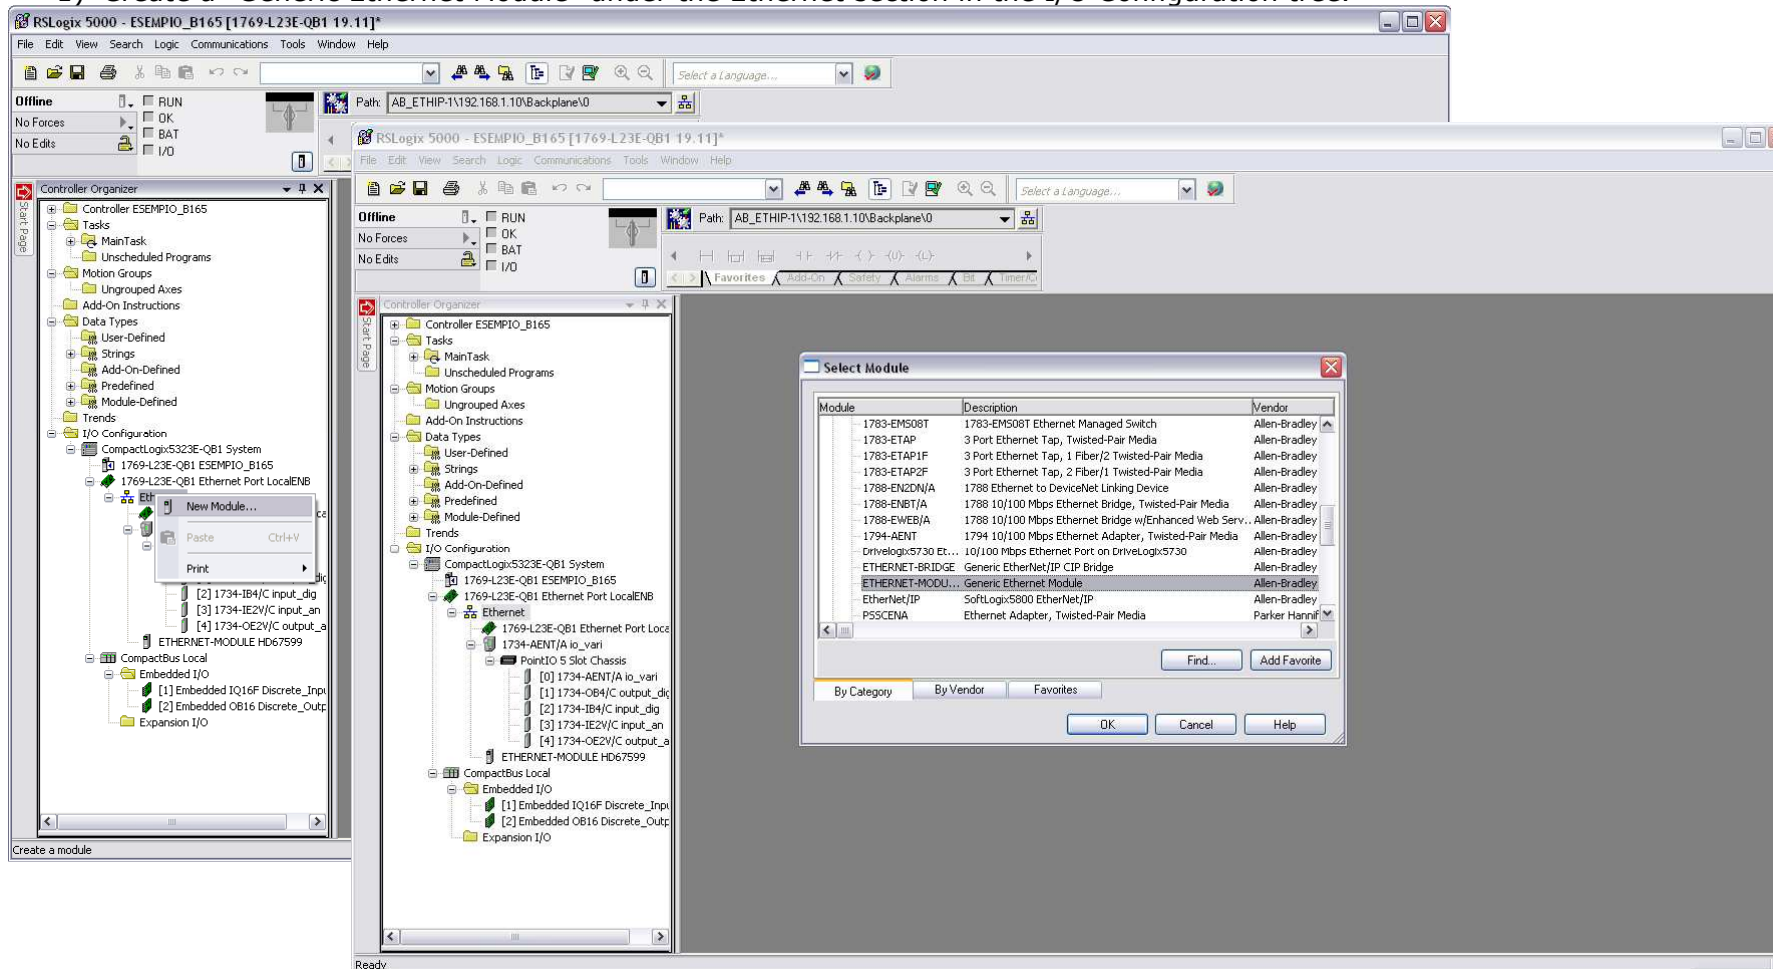 1) Create a "Generic Ethernet Module" under the Ethernet section in the I/O Configuration tree.
RSLogix 5000 - ESEMPIO_B165 [1769-L23E-QB1 19.11]*
File Edit View Search Logic Communications Tools Window Help
Select a Language...
Offline
RUN
No Forces
OK
No Edits
BAT
I/O
Path: AB_ETHIP-1\192.168.1.10\Backplane\0
Start Page
Controller Organizer
Controller ESEMPIO_B165
Tasks
MainTask
Unscheduled Programs
Motion Groups
Ungrouped Axes
Add-On Instructions
Data Types
User-Defined
Strings
Add-On-Defined
Predefined
Module-Defined
Trends
I/O Configuration
CompactLogix5323E-QB1 System
1769-L23E-QB1 ESEMPIO_B165
1769-L23E-QB1 Ethernet Port LocalENB
Eth
New Module...
Paste Ctrl+V
Print
[2] 1734-IB4/C input_dig
[3] 1734-IE2V/C input_an
[4] 1734-OE2V/C output_a
ETHERNET-MODULE HD67599
CompactBus Local
Embedded I/O
[1] Embedded IQ16F Discrete_Inpu
[2] Embedded OB16 Discrete_Outp
Expansion I/O
Create a module
RSLogix 5000 - ESEMPIO_B165 [1769-L23E-QB1 19.11]*
File Edit View Search Logic Communications Tools Window Help
Select a Language...
Offline
RUN
No Forces
OK
No Edits
BAT
I/O
Path: AB_ETHIP-1\192.168.1.10\Backplane\0
Favorites Add-On Safety Alarms Bit Timer/C
Start Page
Controller Organizer
Controller ESEMPIO_B165
Tasks
MainTask
Unscheduled Programs
Motion Groups
Ungrouped Axes
Add-On Instructions
Data Types
User-Defined
Strings
Add-On-Defined
Predefined
Module-Defined
Trends
I/O Configuration
CompactLogix5323E-QB1 System
1769-L23E-QB1 ESEMPIO_B165
1769-L23E-QB1 Ethernet Port LocalENB
Ethernet
1769-L23E-QB1 Ethernet Port Loca
1734-AENT/A io_vari
PointIO 5 Slot Chassis
[0] 1734-AENT/A io_vari
[1] 1734-OB4/C output_dig
[2] 1734-IB4/C input_dig
[3] 1734-IE2V/C input_an
[4] 1734-OE2V/C output_a
ETHERNET-MODULE HD67599
CompactBus Local
Embedded I/O
[1] Embedded IQ16F Discrete_Inpu
[2] Embedded OB16 Discrete_Outp
Expansion I/O
Ready
Select Module
Module Description Vendor
1783-EMS08T 1783-EMS08T Ethernet Managed Switch Allen-Bradley
1783-ETAP 3 Port Ethernet Tap, Twisted-Pair Media Allen-Bradley
1783-ETAP1F 3 Port Ethernet Tap, 1 Fiber/2 Twisted-Pair Media Allen-Bradley
1783-ETAP2F 3 Port Ethernet Tap, 2 Fiber/1 Twisted-Pair Media Allen-Bradley
1788-EN2DN/A 1788 Ethernet to DeviceNet Linking Device Allen-Bradley
1788-ENBT/A 1788 10/100 Mbps Ethernet Bridge, Twisted-Pair Media Allen-Bradley
1788-EWEB/A 1788 10/100 Mbps Ethernet Bridge w/Enhanced Web Serv.. Allen-Bradley
1794-AENT 1794 10/100 Mbps Ethernet Adapter, Twisted-Pair Media Allen-Bradley
DriveLogix5730 Et... 10/100 Mbps Ethernet Port on DriveLogix5730 Allen-Bradley
ETHERNET-BRIDGE Generic EtherNet/IP CIP Bridge Allen-Bradley
ETHERNET-MODU... Generic Ethernet Module Allen-Bradley
EtherNet/IP SoftLogix5800 EtherNet/IP Allen-Bradley
PSSCENA Ethernet Adapter, Twisted-Pair Media Parker Hannif
Find... Add Favorite
By Category By Vendor Favorites
OK Cancel Help